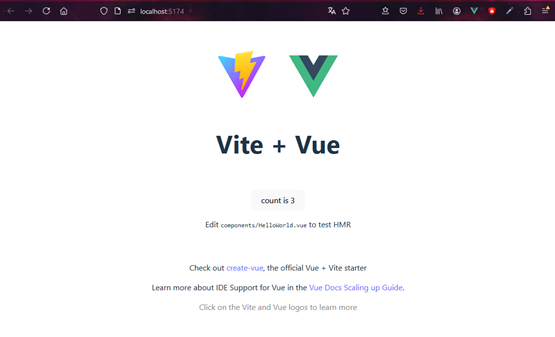 localhost:5174
Vite + Vue
count is 3
Edit components/HelloWorld.vue to test HMR
Check out create-vue, the official Vue + Vite starter
Learn more about IDE Support for Vue in the Vue Docs Scaling up Guide.
Click on the Vite and Vue logos to learn more